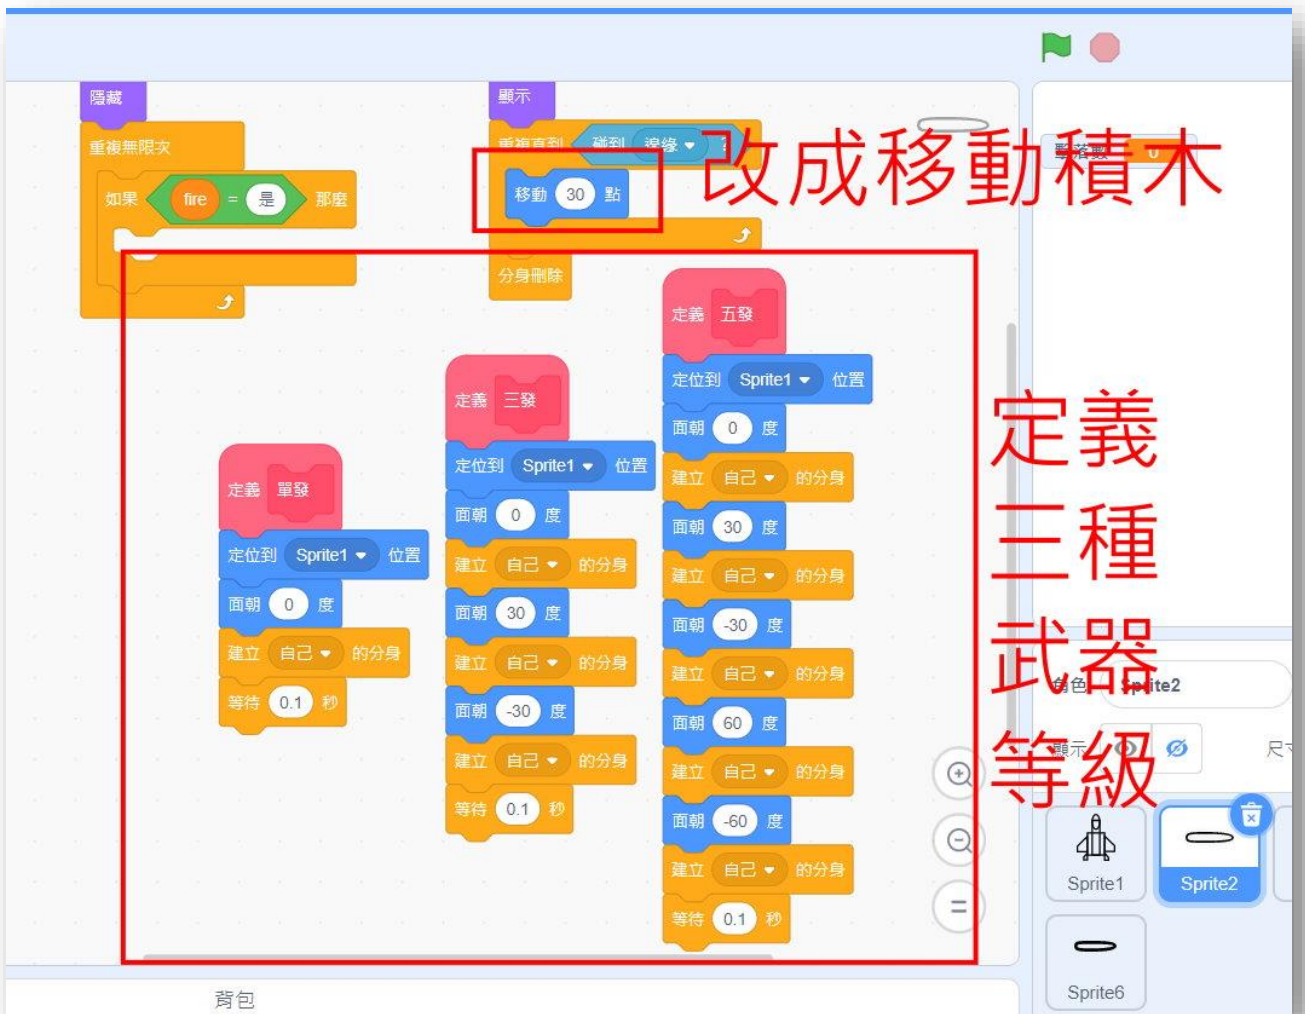 隱藏
重複無限次
如果 fire = 是 那麼
顯示
重複直到 碰到 邊緣 ?
移動 30 點
分身刪除
改成移動積木
擊落數 0
定義 單發
定位到 Sprite1 位置
面朝 0 度
建立 自己 的分身
等待 0.1 秒
定義 三發
定位到 Sprite1 位置
面朝 0 度
建立 自己 的分身
面朝 30 度
建立 自己 的分身
面朝 -30 度
建立 自己 的分身
等待 0.1 秒
定義 五發
定位到 Sprite1 位置
面朝 0 度
建立 自己 的分身
面朝 30 度
建立 自己 的分身
面朝 -30 度
建立 自己 的分身
面朝 60 度
建立 自己 的分身
面朝 -60 度
建立 自己 的分身
等待 0.1 秒
定義
三種
武器
等級
角色 Sprite2
顯示 尺寸
Sprite1
Sprite2
Sprite6
背包